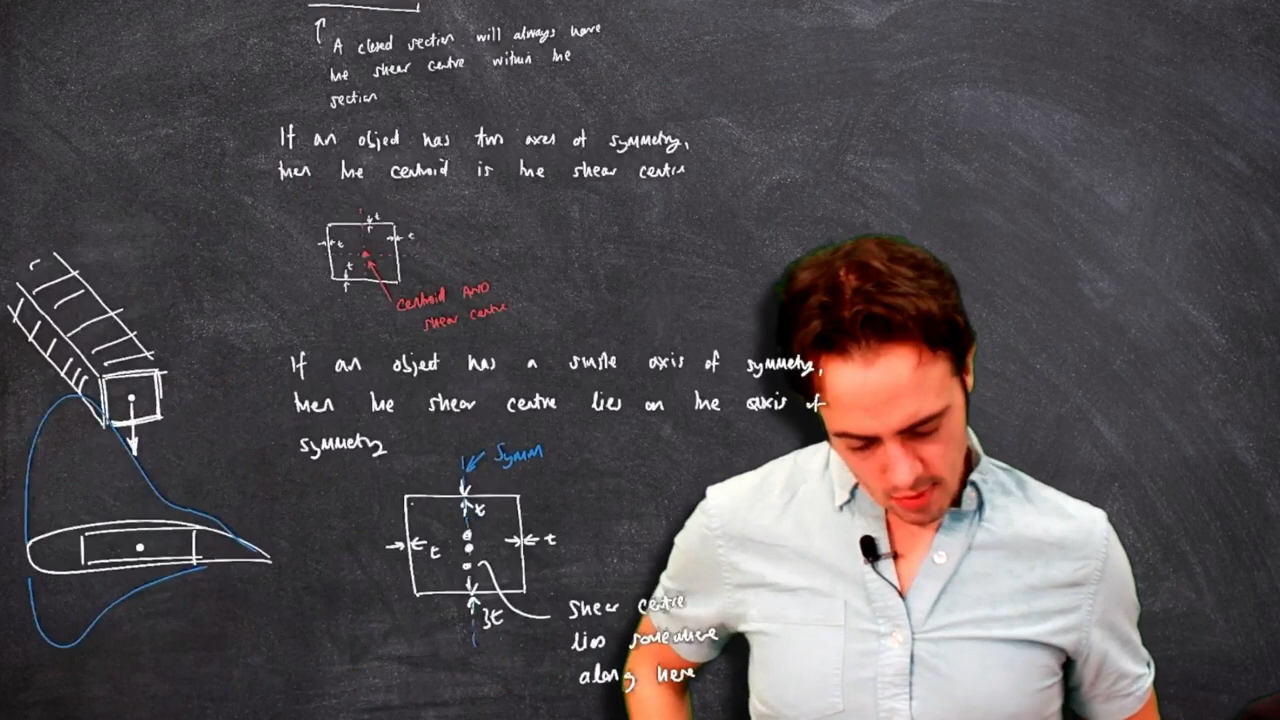 A closed section will always have
the shear centre within the
section
If an object has two axes of symmetry,
then the centroid is the shear centre
t
t
t
t
centroid AND
shear centre
If an object has a single axis of symmetry,
then the shear centre lies on the axis of
symmetry
symm
t
t
t
3t
shear centre
lies somewhere
along here